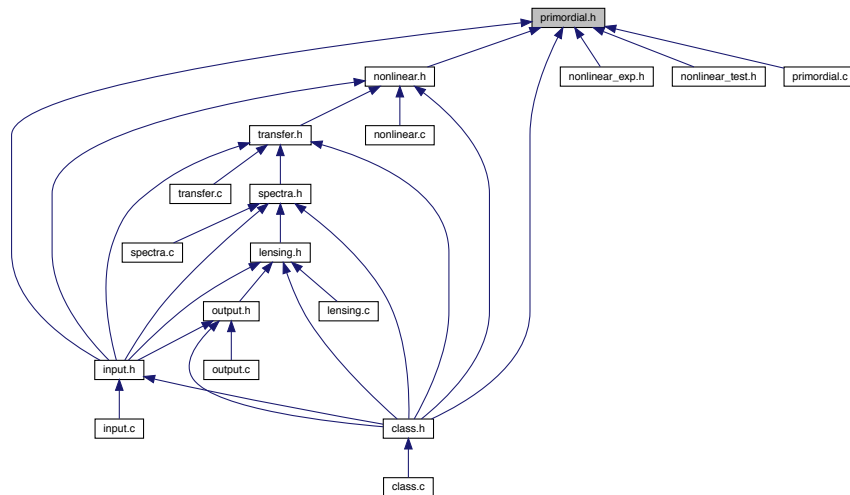 primordial.h
nonlinear.h
nonlinear_exp.h
nonlinear_test.h
primordial.c
transfer.h
nonlinear.c
transfer.c
spectra.h
spectra.c
lensing.h
output.h
lensing.c
input.h
output.c
input.c
class.h
class.c